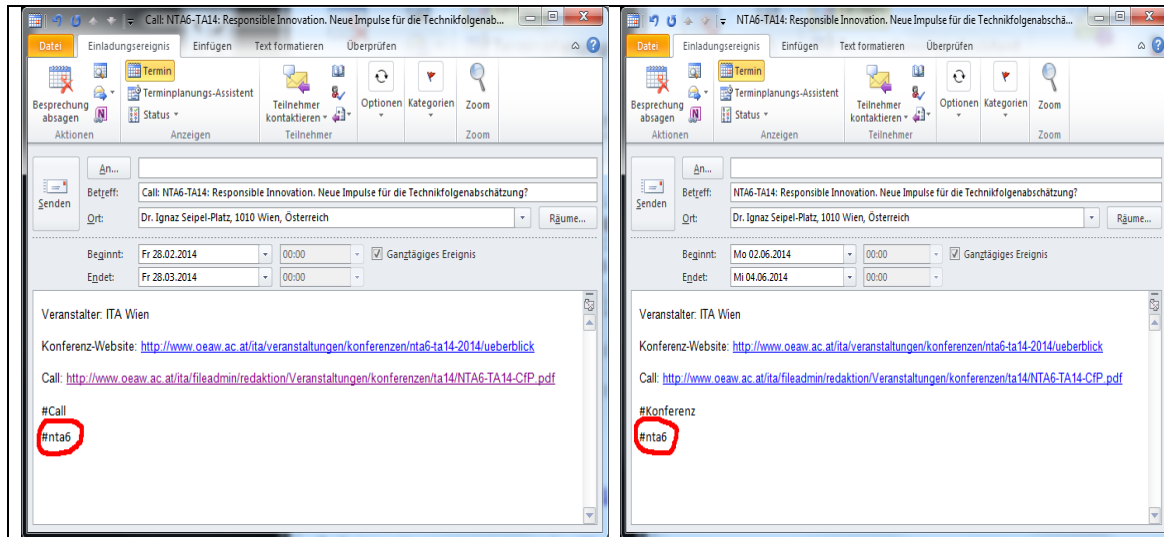 Call: NTA6-TA14: Responsible Innovation. Neue Impulse für die Technikfolgenab...
Datei Einladungsereignis Einfügen Text formatieren Überprüfen
Besprechung absagen
Termin
Terminplanungs-Assistent
Status
Teilnehmer kontaktieren
Optionen
Kategorien
Zoom
Aktionen Anzeigen Teilnehmer Zoom
Senden
An...
Betreff: Call: NTA6-TA14: Responsible Innovation. Neue Impulse für die Technikfolgenabschätzung?
Ort: Dr. Ignaz Seipel-Platz, 1010 Wien, Österreich Räume...
Beginnt: Fr 28.02.2014 00:00 Ganztägiges Ereignis
Endet: Fr 28.03.2014 00:00
Veranstalter: ITA Wien
Konferenz-Website: http://www.oeaw.ac.at/ita/veranstaltungen/konferenzen/nta6-ta14-2014/ueberblick
Call: http://www.oeaw.ac.at/ita/fileadmin/redaktion/Veranstaltungen/konferenzen/ta14/NTA6-TA14-CfP.pdf
#Call
#nta6
NTA6-TA14: Responsible Innovation. Neue Impulse für die Technikfolgenabschä...
Datei Einladungsereignis Einfügen Text formatieren Überprüfen
Besprechung absagen
Termin
Terminplanungs-Assistent
Status
Teilnehmer kontaktieren
Optionen
Kategorien
Zoom
Aktionen Anzeigen Teilnehmer Zoom
Senden
An...
Betreff: NTA6-TA14: Responsible Innovation. Neue Impulse für die Technikfolgenabschätzung?
Ort: Dr. Ignaz Seipel-Platz, 1010 Wien, Österreich Räume...
Beginnt: Mo 02.06.2014 00:00 Ganztägiges Ereignis
Endet: Mi 04.06.2014 00:00
Veranstalter: ITA Wien
Konferenz-Website: http://www.oeaw.ac.at/ita/veranstaltungen/konferenzen/nta6-ta14-2014/ueberblick
Call: http://www.oeaw.ac.at/ita/fileadmin/redaktion/Veranstaltungen/konferenzen/ta14/NTA6-TA14-CfP.pdf
#Konferenz
#nta6